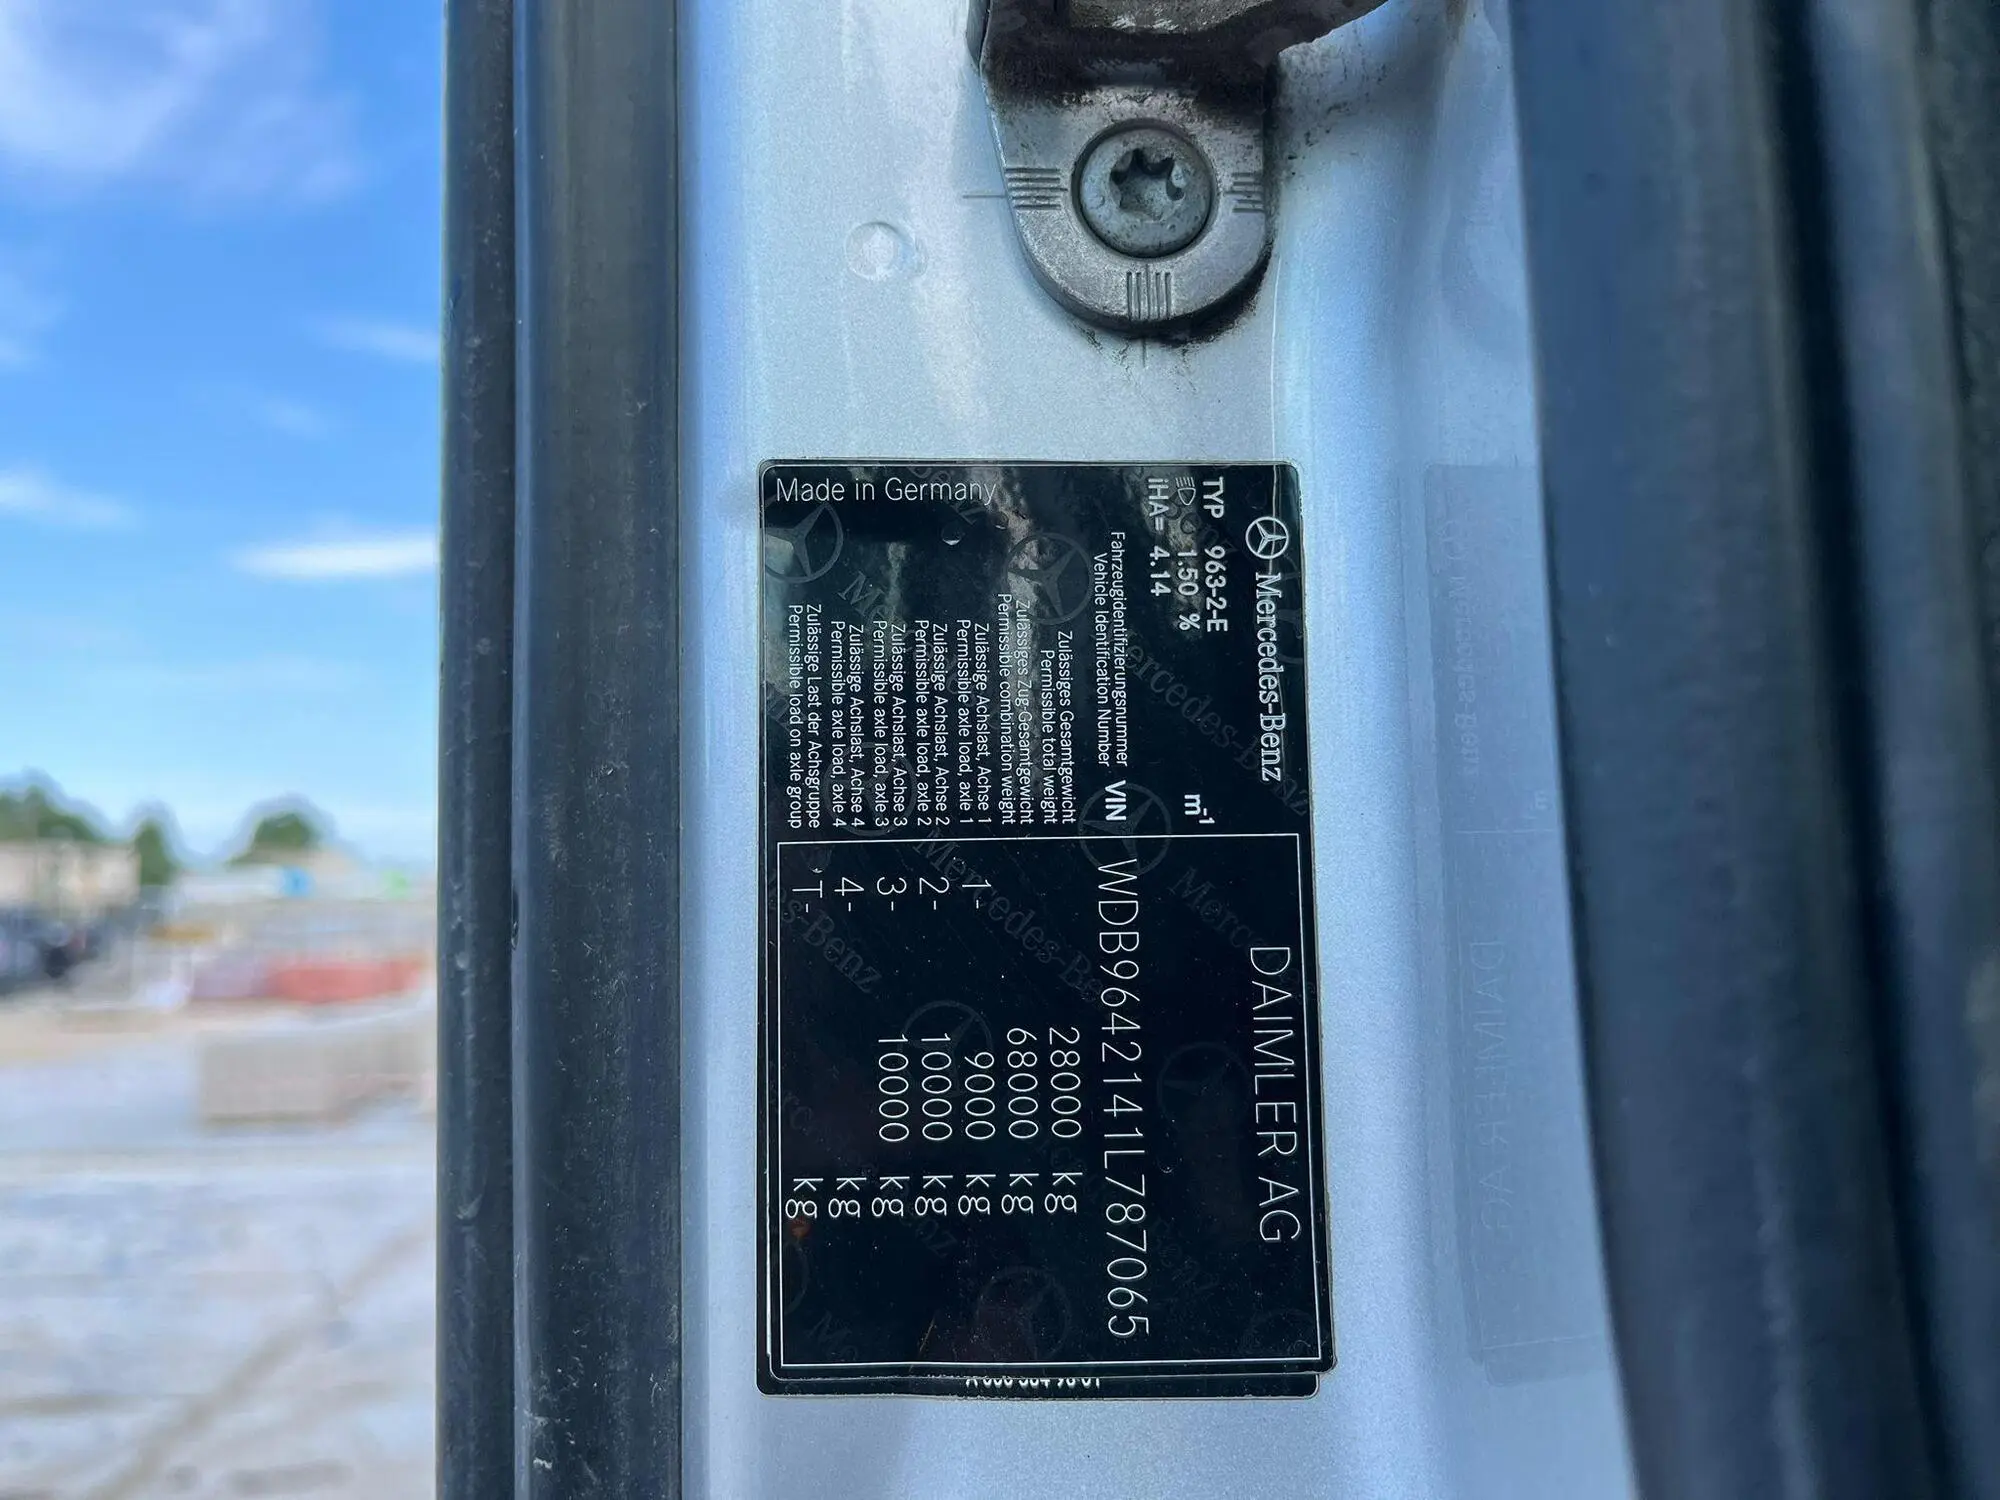 Mercedes-Benz
DAIMLER AG
TYP 963-2-E
1.50 % m-1
iHA= 4.14
Fahrzeugidentifizierungsnummer
Vehicle Identification Number VIN WDB9642141L787065
Zulässiges Gesamtgewicht
Permissible total weight 28000 kg
Zulässiges Zug-Gesamtgewicht
Permissible combination weight 68000 kg
Zulässige Achslast, Achse 1
Permissible axle load, axle 1 1- 9000 kg
Zulässige Achslast, Achse 2
Permissible axle load, axle 2 2- 10000 kg
Zulässige Achslast, Achse 3
Permissible axle load, axle 3 3- 10000 kg
Zulässige Achslast, Achse 4
Permissible axle load, axle 4 4- kg
Zulässige Last der Achsgruppe
Permissible load on axle group T- kg
Made in Germany